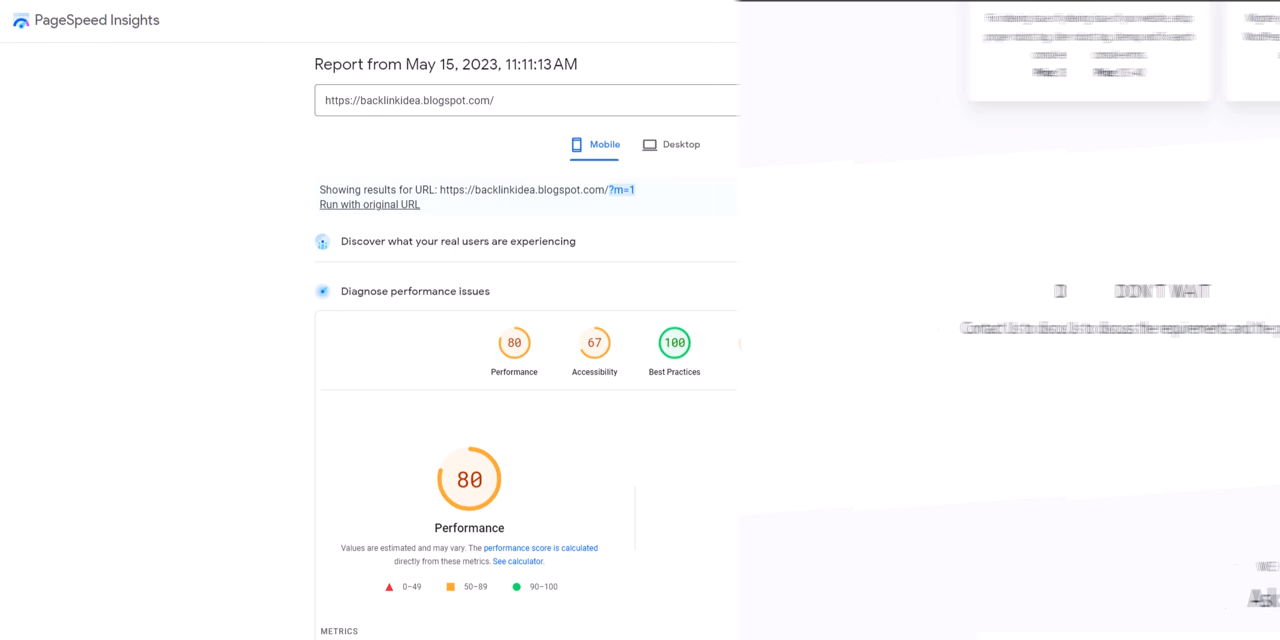 PageSpeed Insights
Report from May 15, 2023, 11:11:13 AM
https://backlinkidea.blogspot.com/
Mobile
Desktop
Showing results for URL: https://backlinkidea.blogspot.com/?m=1
Run with original URL
Discover what your real users are experiencing
Diagnose performance issues
80
67
100
Performance
Accessibility
Best Practices
80
Performance
Values are estimated and may vary. The performance score is calculated
directly from these metrics. See calculator.
0–49
50–89
90–100
METRICS
DON'T WAIT